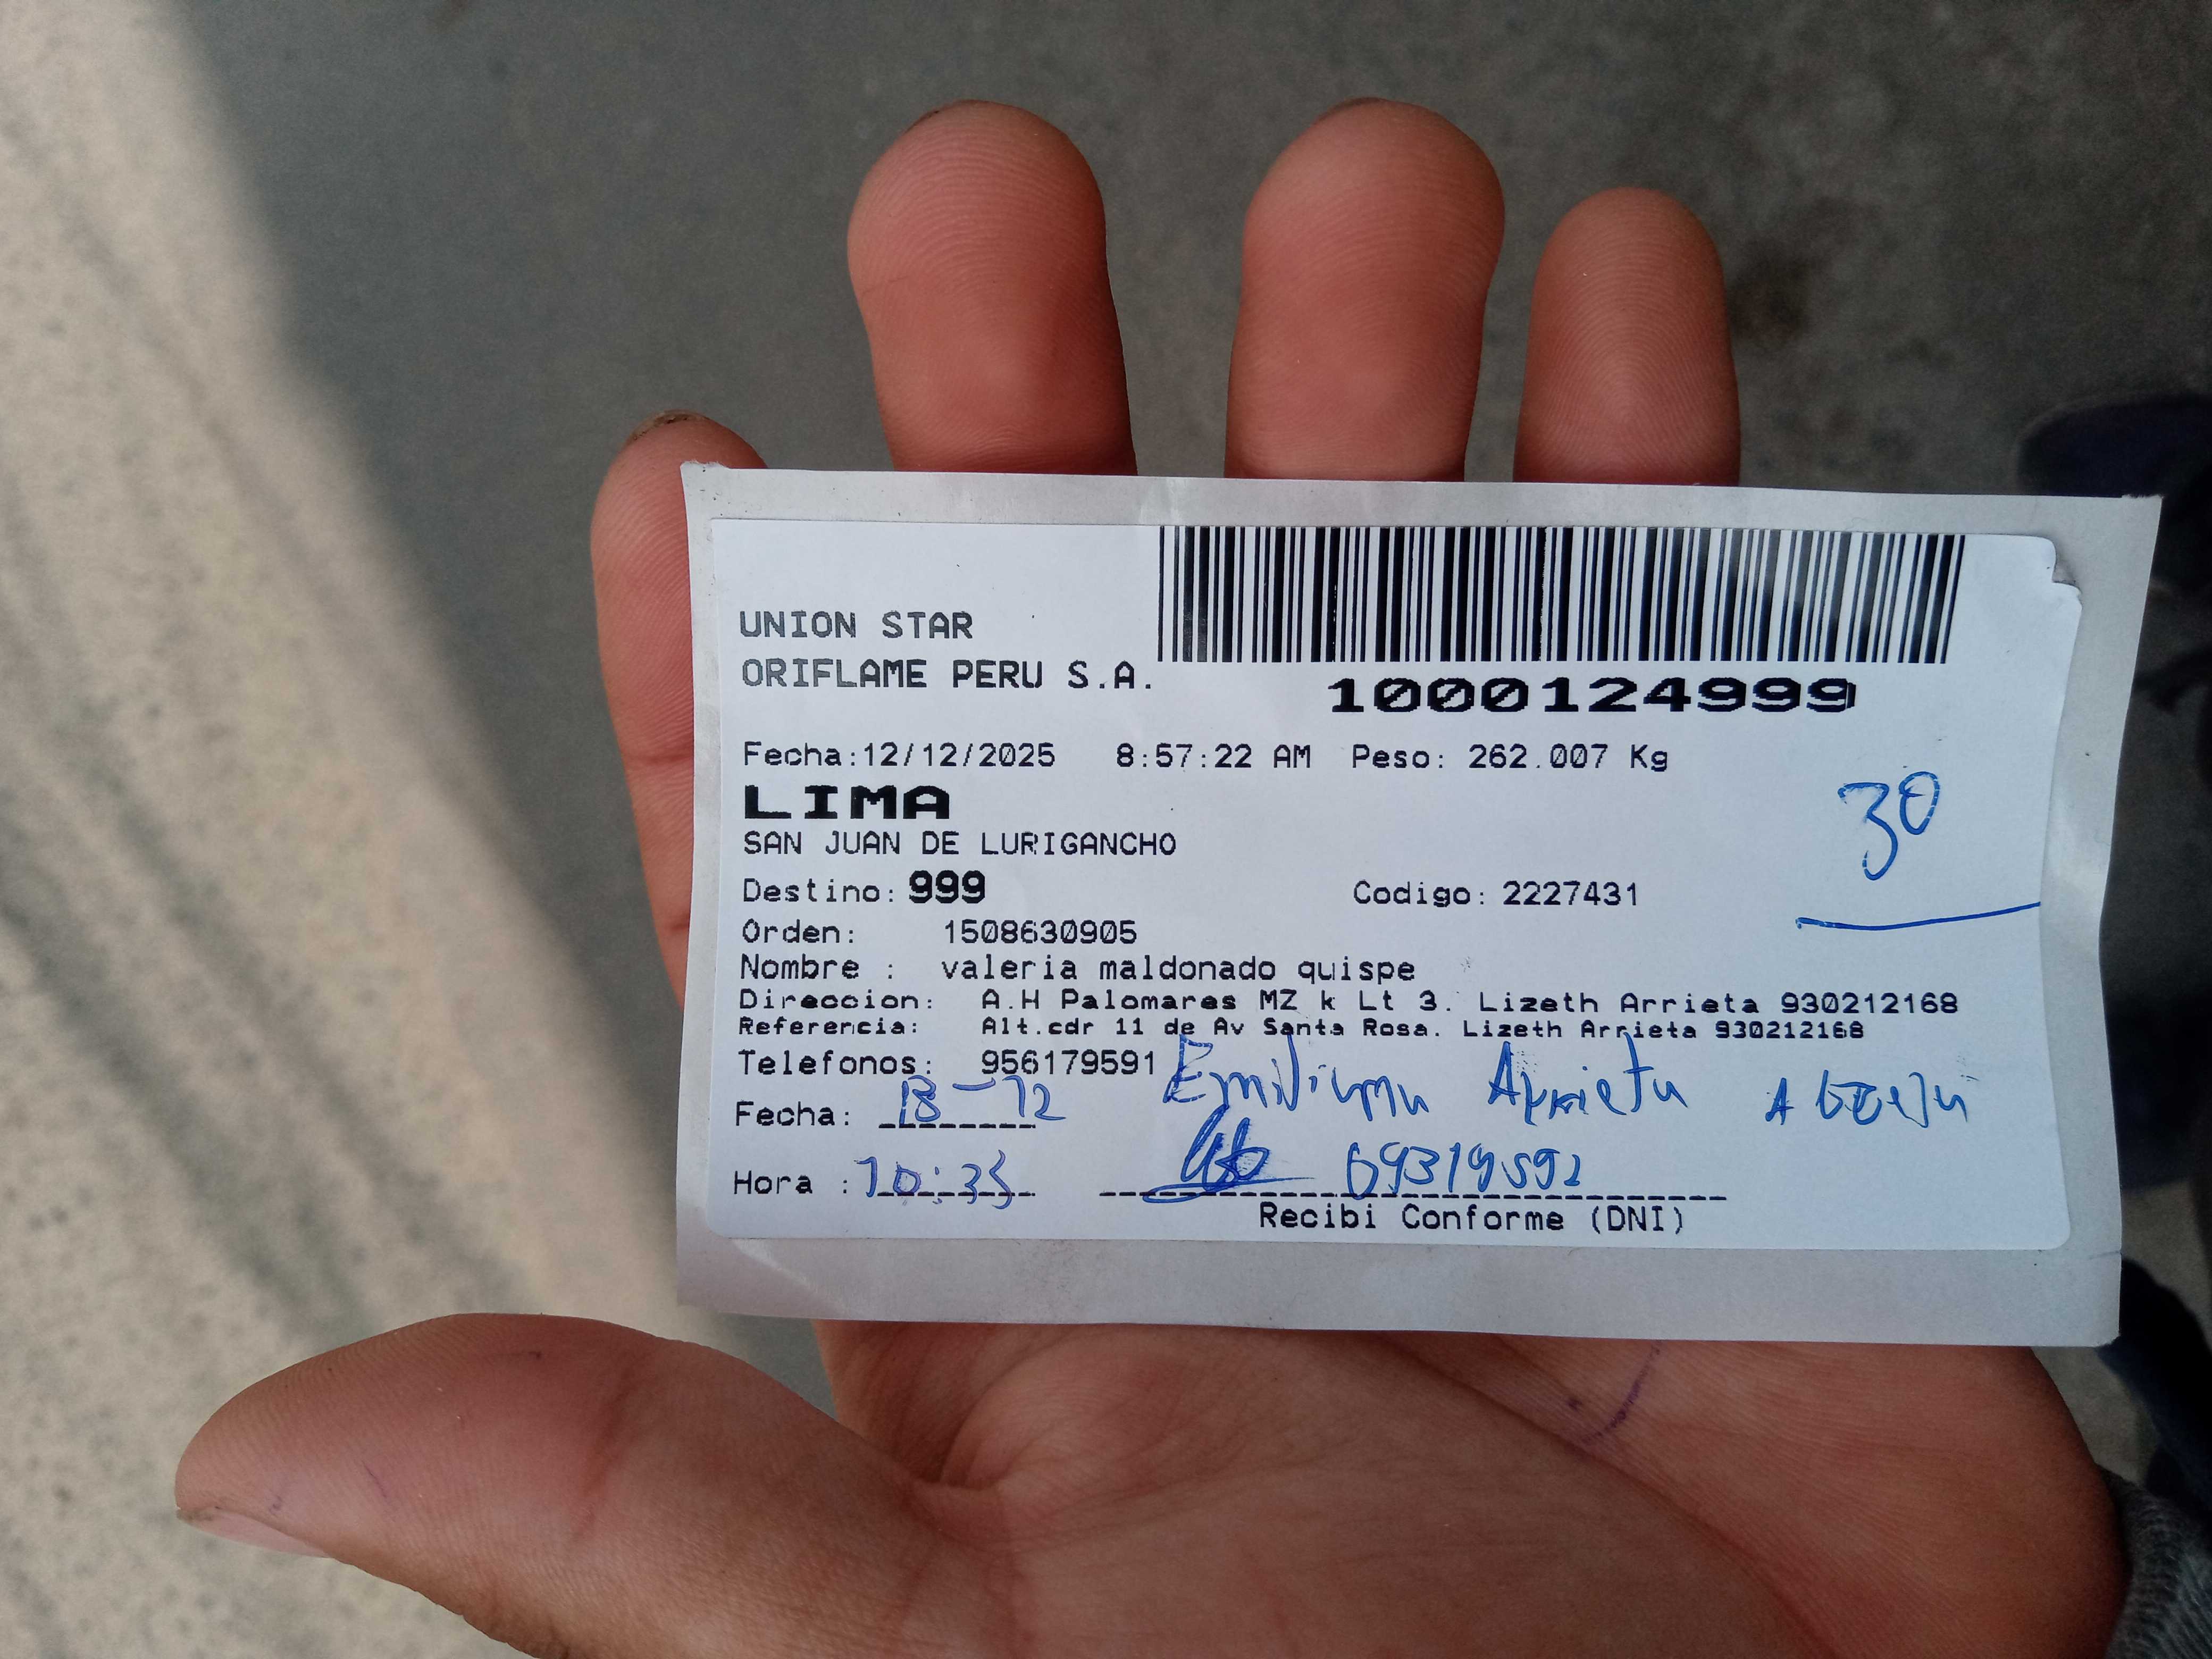 UNION STAR
ORIFLAME PERU S.A.
1000124999
Fecha:12/12/2025 8:57:22 AM Peso: 262.007 Kg
LIMA
30
SAN JUAN DE LURIGANCHO
Destino: 999 Codigo: 2227431
Orden: 1508630905
Nombre : valeria maldonado quispe
Direccion: A.H Palomares MZ k Lt 3. Lizeth Arrieta 930212168
Referencia: Alt.cdr 11 de Av Santa Rosa. Lizeth Arrieta 930212168
Telefonos: 956179591
Arrieta
Fecha: 13-12
Hora : 10:35
Recibi Conforme (DNI)